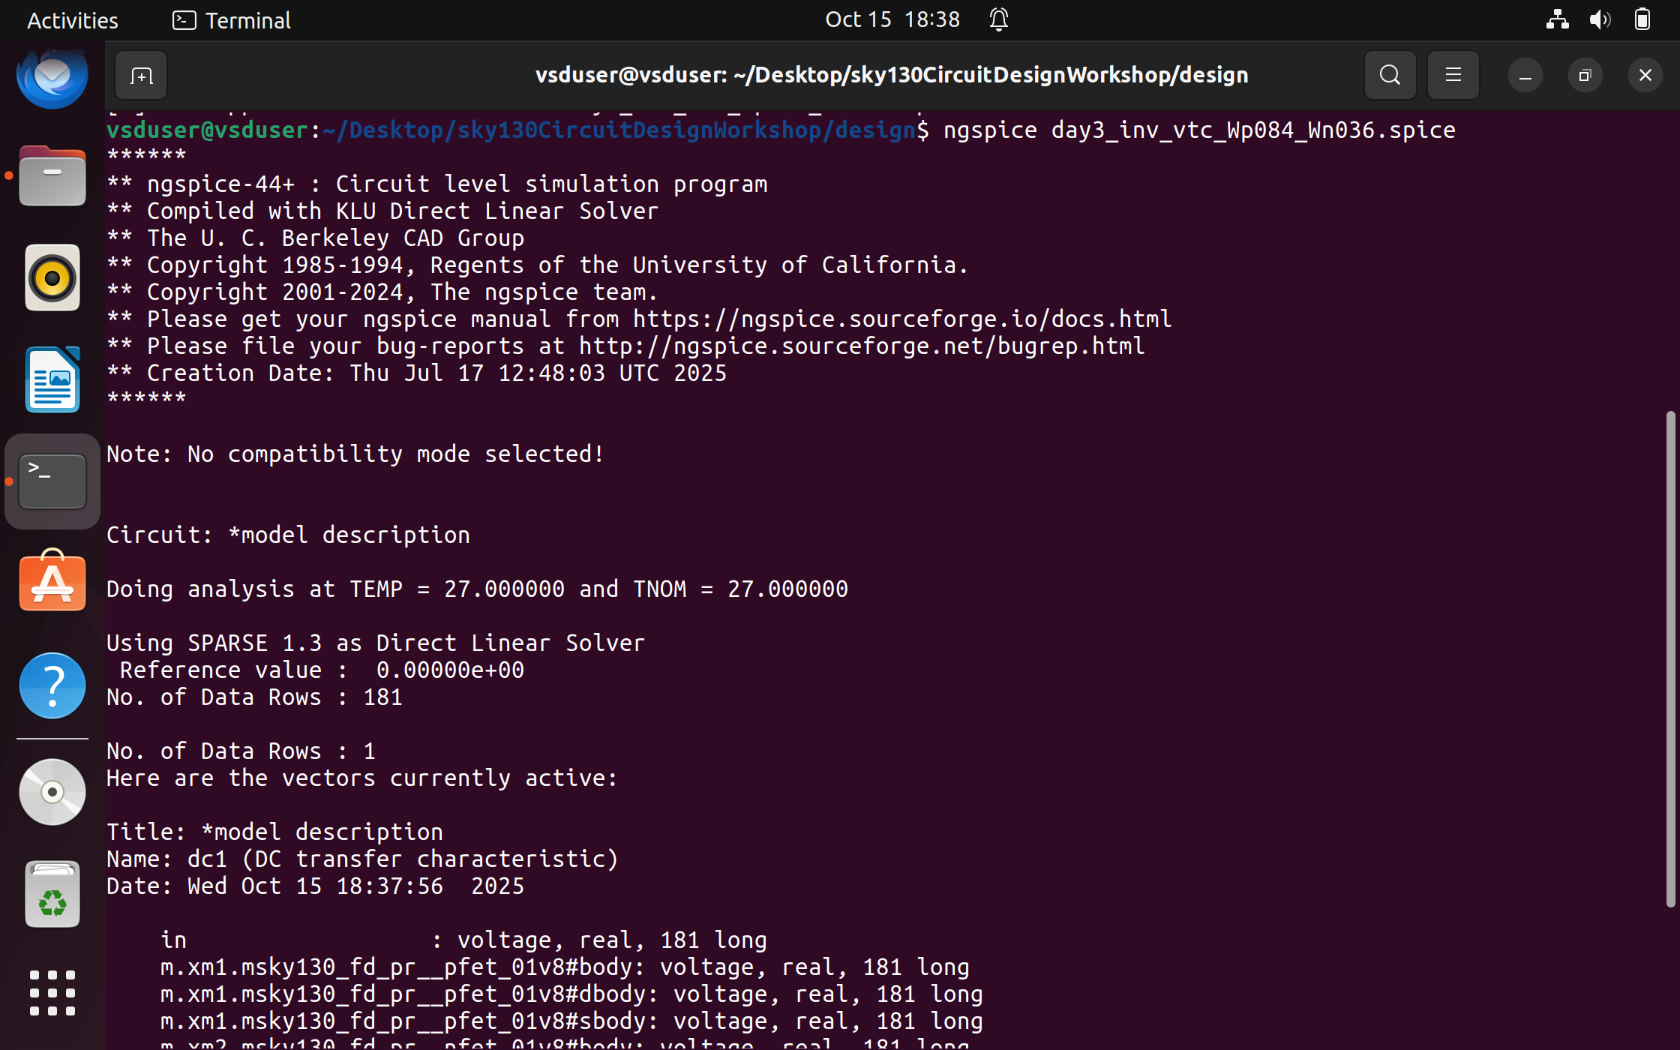 Activities
Terminal
Oct 15 18:38
vsduser@vsduser: ~/Desktop/sky130CircuitDesignWorkshop/design
vsduser@vsduser:~/Desktop/sky130CircuitDesignWorkshop/design$ ngspice day3_inv_vtc_Wp084_Wn036.spice
******
** ngspice-44+ : Circuit level simulation program
** Compiled with KLU Direct Linear Solver
** The U. C. Berkeley CAD Group
** Copyright 1985-1994, Regents of the University of California.
** Copyright 2001-2024, The ngspice team.
** Please get your ngspice manual from https://ngspice.sourceforge.io/docs.html
** Please file your bug-reports at http://ngspice.sourceforge.net/bugrep.html
** Creation Date: Thu Jul 17 12:48:03 UTC 2025
******
Note: No compatibility mode selected!
Circuit: *model description
Doing analysis at TEMP = 27.000000 and TNOM = 27.000000
Using SPARSE 1.3 as Direct Linear Solver
Reference value :  0.00000e+00
No. of Data Rows : 181
No. of Data Rows : 1
Here are the vectors currently active:
Title: *model description
Name: dc1 (DC transfer characteristic)
Date: Wed Oct 15 18:37:56  2025
in                  : voltage, real, 181 long
m.xm1.msky130_fd_pr__pfet_01v8#body: voltage, real, 181 long
m.xm1.msky130_fd_pr__pfet_01v8#dbody: voltage, real, 181 long
m.xm1.msky130_fd_pr__pfet_01v8#sbody: voltage, real, 181 long